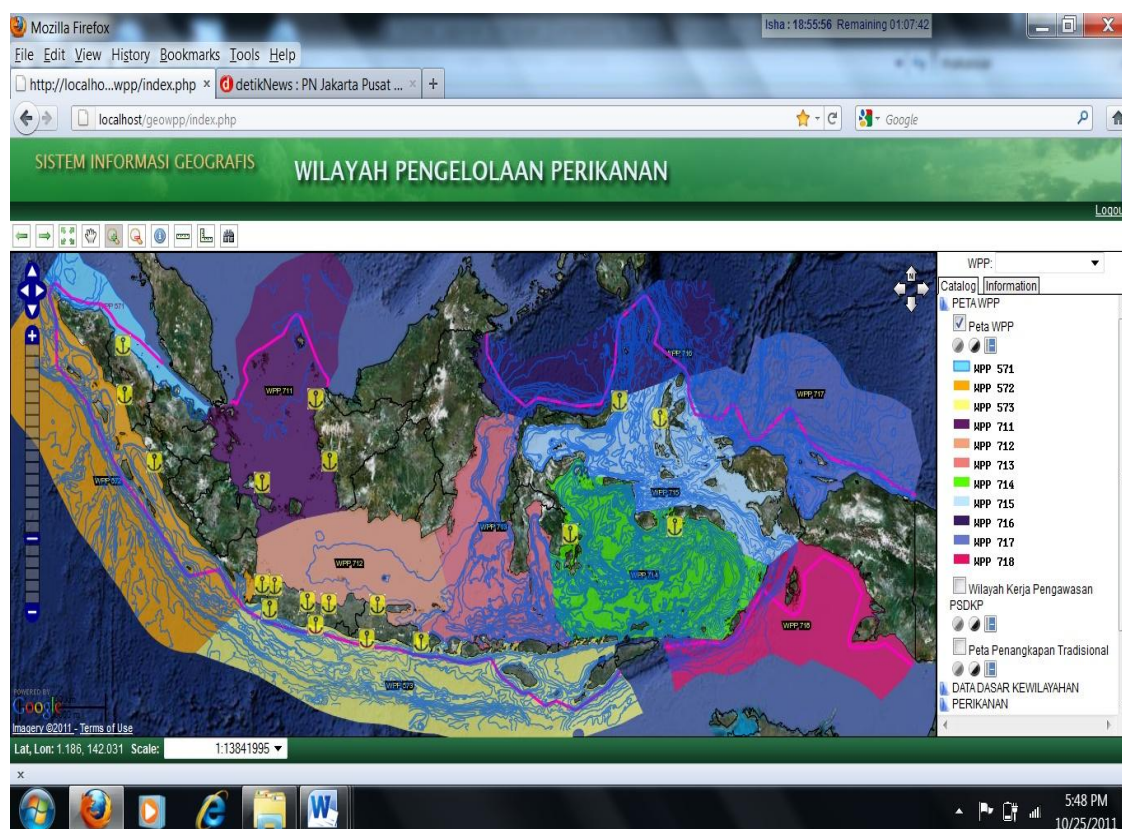 Mozilla Firefox
Isha : 18:55:56 Remaining 01:07:42
File Edit View History Bookmarks Tools Help
http://localho...wpp/index.php × detikNews : PN Jakarta Pusat ... × +
localhost/geowpp/index.php
Google
SISTEM INFORMASI GEOGRAFIS
WILAYAH PENGELOLAAN PERIKANAN
Logou
WPP:
Catalog Information
PETA WPP
Peta WPP
WPP 571
WPP 572
WPP 573
WPP 711
WPP 712
WPP 713
WPP 714
WPP 715
WPP 716
WPP 717
WPP 718
Wilayah Kerja Pengawasan
PSDKP
Peta Penangkapan Tradisional
DATA DASAR KEWILAYAHAN
PERIKANAN
N
WPP 571
WPP 716
WPP 711
WPP 717
WPP 715
WPP 713
WPP 712
WPP 714
WPP 718
WPP 573
POWERED BY
Google
Imagery ©2011 - Terms of Use
Lat, Lon: 1.186, 142.031 Scale: 1:13841995
x
5:48 PM
10/25/2011